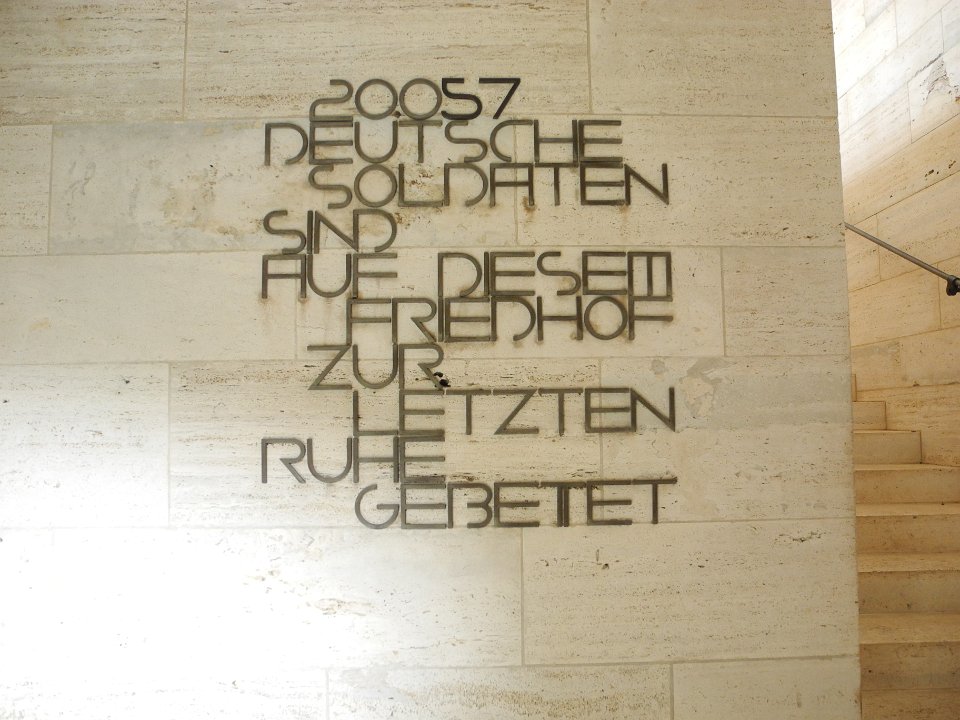 20057
DEUTSCHE
SOLDATEN
SIND
AUF DIESEM
FRIEDHOF
ZUR
LETZTEN
RUHE
GEBETTET